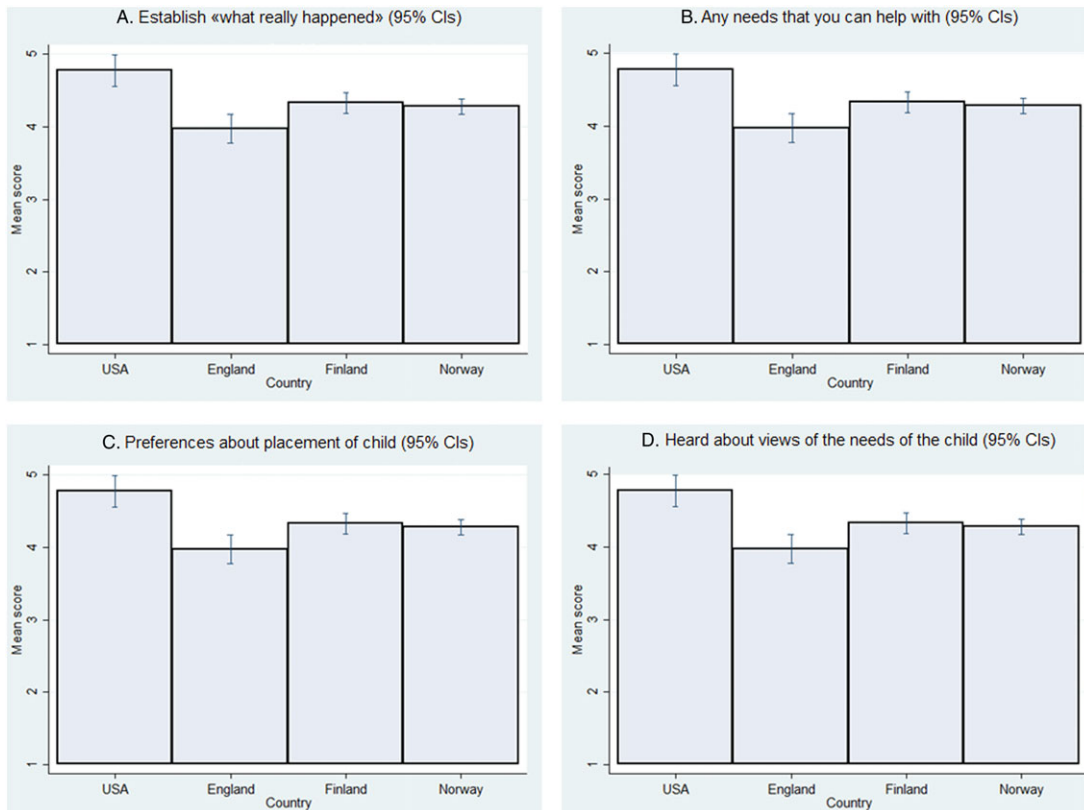 A. Establish «what really happened» (95% CIs)
Mean score
5
4
3
2
1
USA England Finland Norway
Country
B. Any needs that you can help with (95% CIs)
Mean score
5
4
3
2
1
USA England Finland Norway
Country
C. Preferences about placement of child (95% CIs)
Mean score
5
4
3
2
1
USA England Finland Norway
Country
D. Heard about views of the needs of the child (95% CIs)
Mean score
5
4
3
2
1
USA England Finland Norway
Country